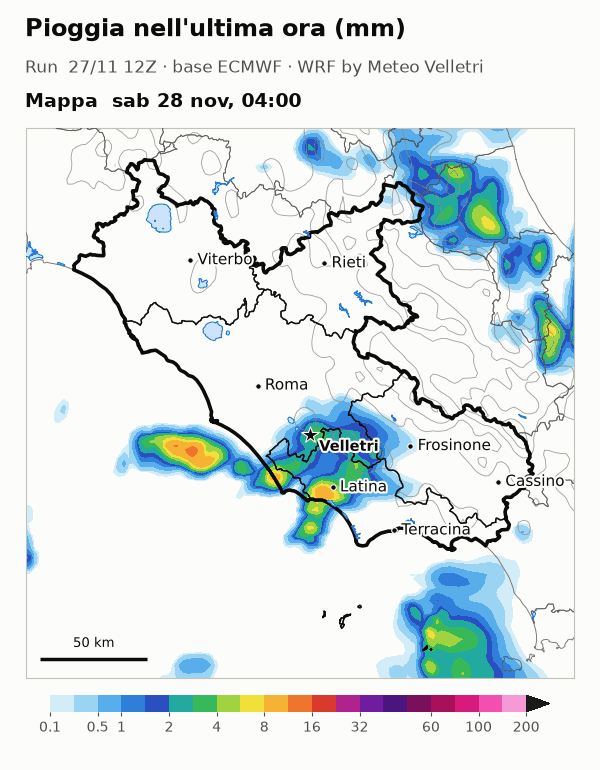 Pioggia nell'ultima ora (mm)
Run 27/11 12Z · base ECMWF · WRF by Meteo Velletri
Mappa sab 28 nov, 04:00
Viterbo
Rieti
Roma
Velletri
Frosinone
Latina
Cassino
Terracina
50 km
0.1 0.5 1 2 4 8 16 32 60 100 200